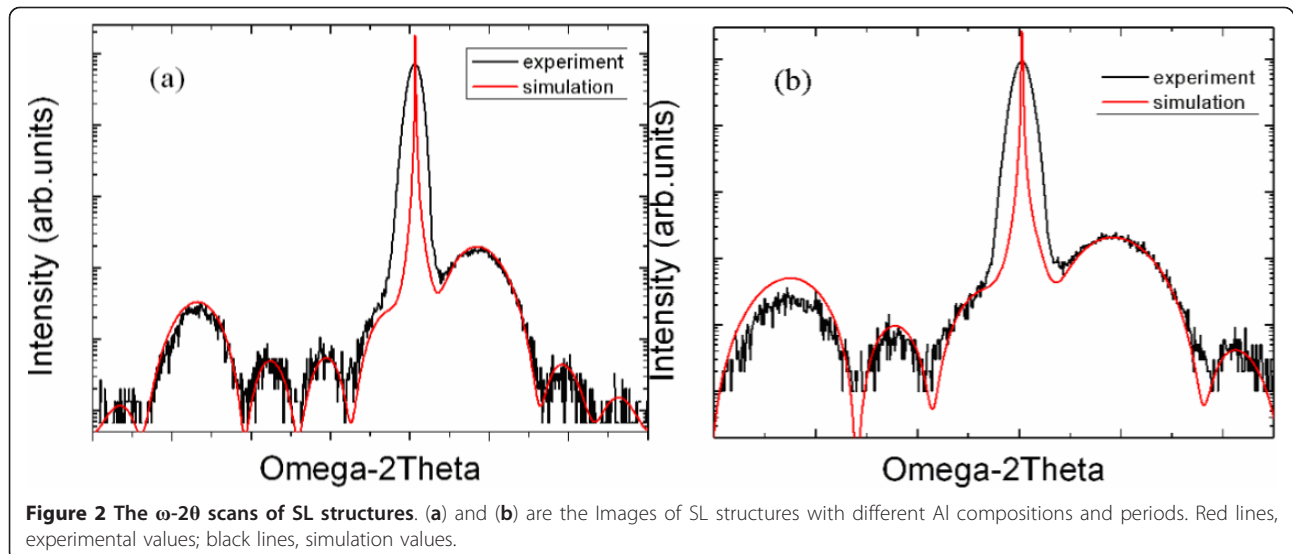 (a)
experiment
simulation
Intensity (arb.units)
Omega-2Theta
(b)
experiment
simulation
Intensity (arb.units)
Omega-2Theta
Figure 2 The ω-2θ scans of SL structures. (a) and (b) are the Images of SL structures with different Al compositions and periods. Red lines,
experimental values; black lines, simulation values.